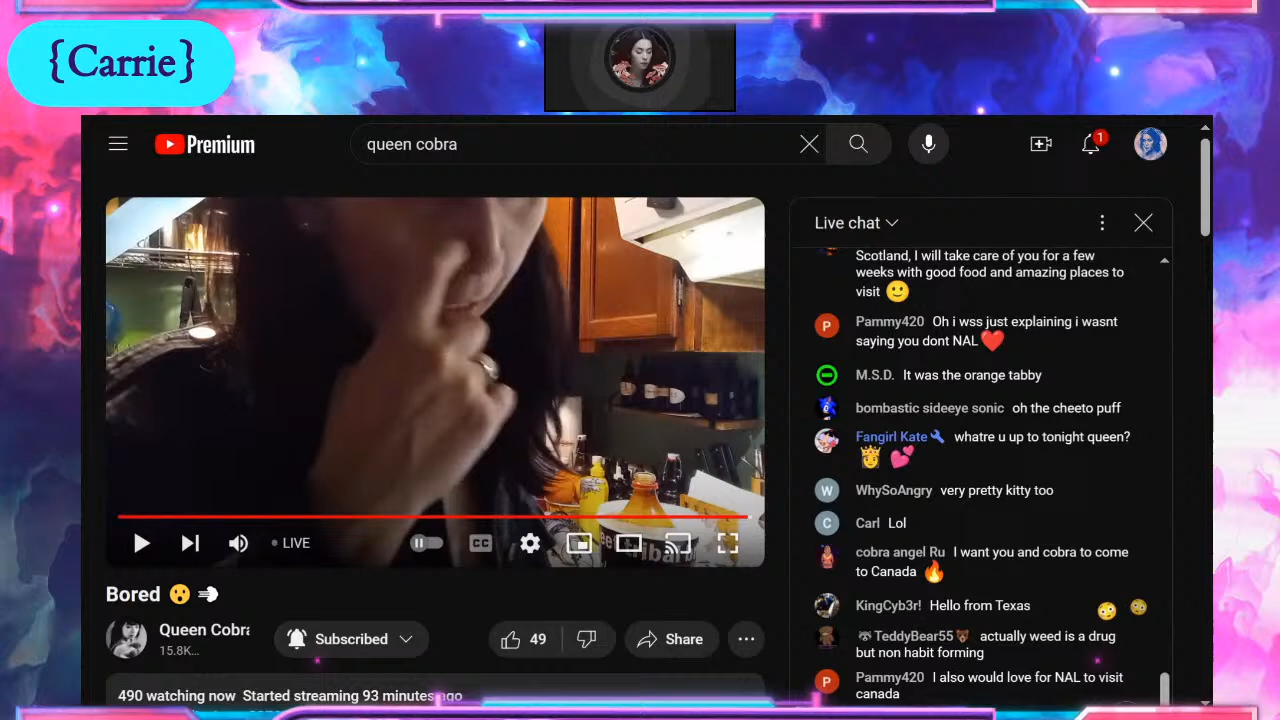 {Carrie}
Premium
queen cobra
1
Live chat
Scotland, I will take care of you for a few
weeks with good food and amazing places to
visit 🙂
P
Pammy420 Oh i wss just explaining i wasnt
saying you dont NAL ❤️
M.S.D. It was the orange tabby
bombastic sideeye sonic oh the cheeto puff
Fangirl Kate🔧 whatre u up to tonight queen?
👸 💕
W
WhySoAngry very pretty kitty too
C
Carl Lol
cobra angel Ru I want you and cobra to come
to Canada 🔥
KingCyb3r! Hello from Texas
🦝TeddyBear55🐻 actually weed is a drug
but non habit forming
P
Pammy420 I also would love for NAL to visit
canada
LIVE
CC
Bored 😮 💨
Queen Cobra
15.8K...
Subscribed
49
Share
490 watching now Started streaming 93 minutes ago